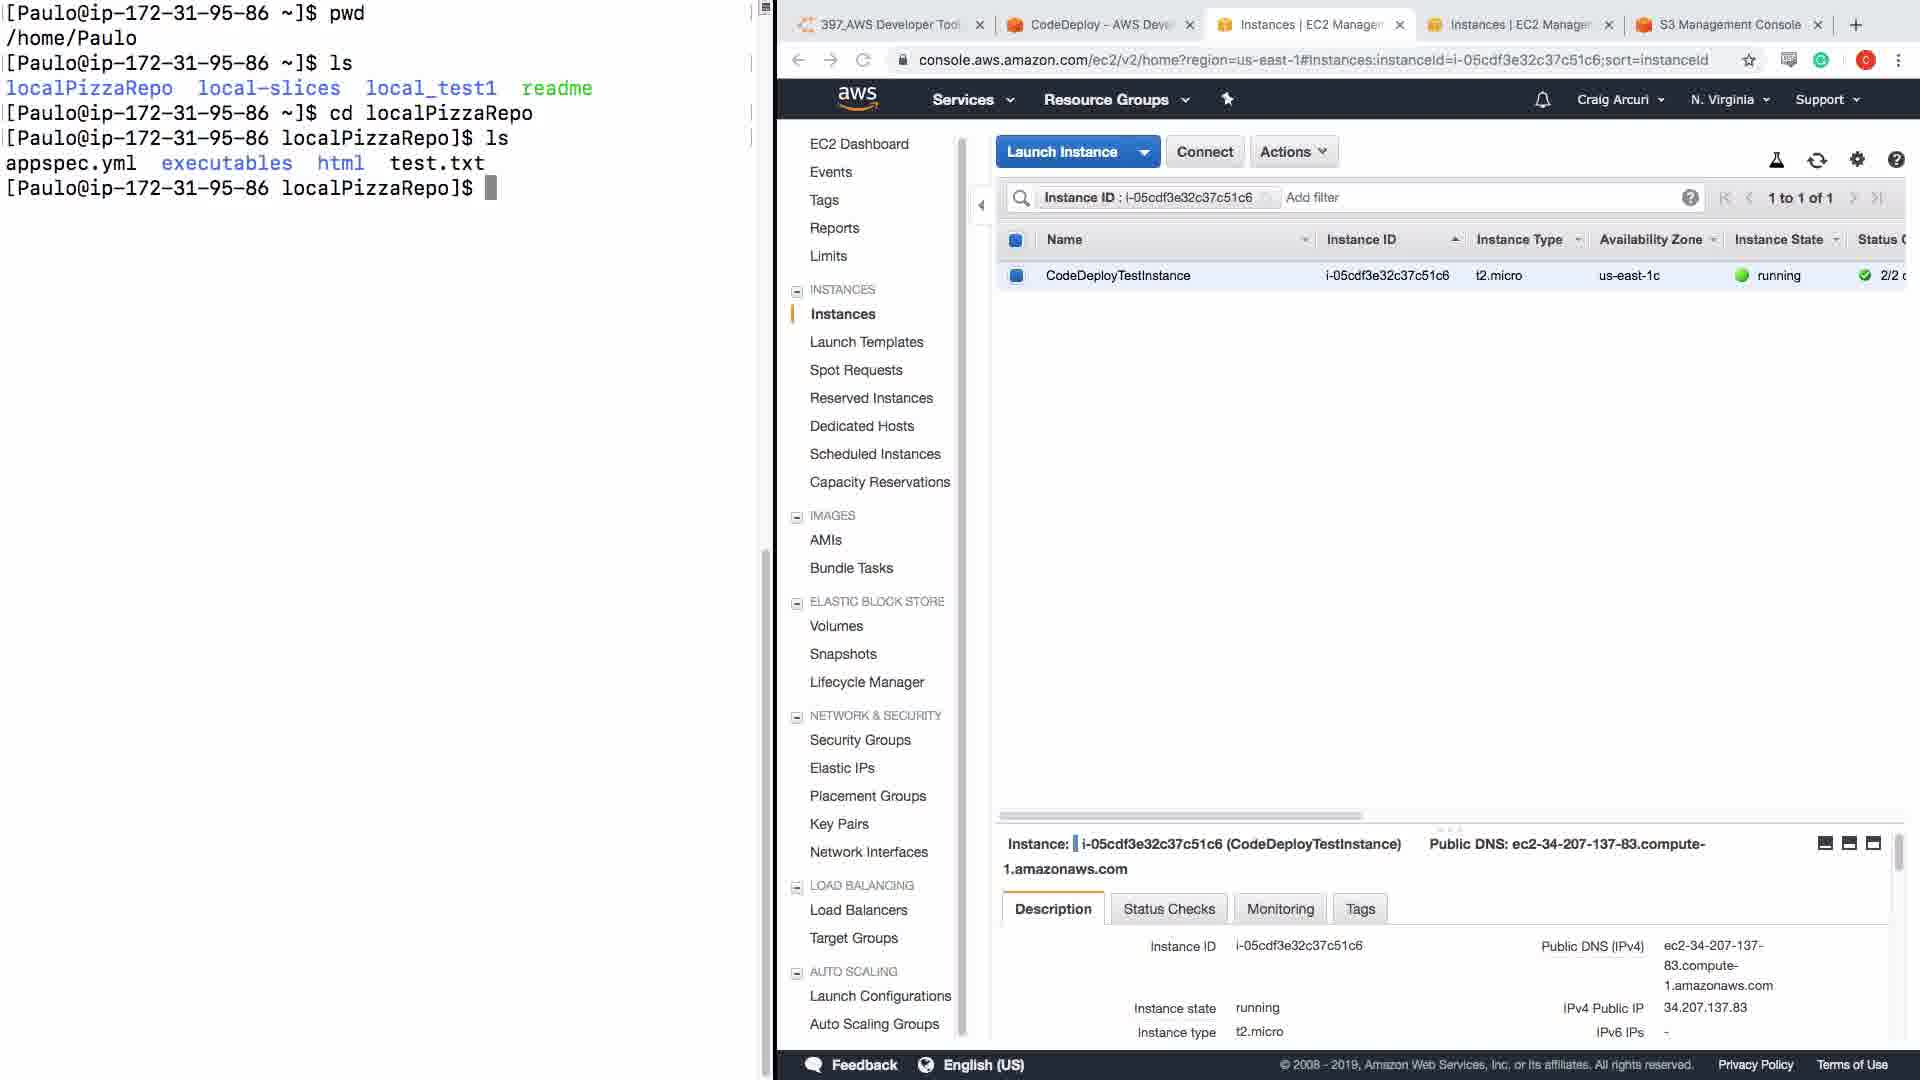 [Paulo@ip-172-31-95-86 ~]$ pwd
/home/Paulo
[Paulo@ip-172-31-95-86 ~]$ ls
localPizzaRepo local-slices local_test1 readme
[Paulo@ip-172-31-95-86 ~]$ cd localPizzaRepo
[Paulo@ip-172-31-95-86 localPizzaRepo]$ ls
appspec.yml executables html test.txt
[Paulo@ip-172-31-95-86 localPizzaRepo]$
397_AWS Developer Tool
CodeDeploy - AWS Deve
Instances | EC2 Manage
Instances | EC2 Manage
S3 Management Console
console.aws.amazon.com/ec2/v2/home?region=us-east-1#Instances:instanceId=i-05cdf3e32c37c51c6;sort=instanceId
C
aws
Services
Resource Groups
Craig Arcuri
N. Virginia
Support
EC2 Dashboard
Events
Tags
Reports
Limits
INSTANCES
Instances
Launch Templates
Spot Requests
Reserved Instances
Dedicated Hosts
Scheduled Instances
Capacity Reservations
IMAGES
AMIs
Bundle Tasks
ELASTIC BLOCK STORE
Volumes
Snapshots
Lifecycle Manager
NETWORK & SECURITY
Security Groups
Elastic IPs
Placement Groups
Key Pairs
Network Interfaces
LOAD BALANCING
Load Balancers
Target Groups
AUTO SCALING
Launch Configurations
Auto Scaling Groups
Launch Instance
Connect
Actions
Instance ID : i-05cdf3e32c37c51c6 Add filter
1 to 1 of 1
Name Instance ID Instance Type Availability Zone Instance State Status
CodeDeployTestInstance i-05cdf3e32c37c51c6 t2.micro us-east-1c running 2/2
Instance: i-05cdf3e32c37c51c6 (CodeDeployTestInstance) Public DNS: ec2-34-207-137-83.compute-
1.amazonaws.com
Description Status Checks Monitoring Tags
Instance ID i-05cdf3e32c37c51c6
Public DNS (IPv4) ec2-34-207-137-
83.compute-
1.amazonaws.com
Instance state running
IPv4 Public IP 34.207.137.83
Instance type t2.micro
IPv6 IPs -
Feedback
English (US)
© 2008 - 2019, Amazon Web Services, Inc. or its affiliates. All rights reserved.
Privacy Policy
Terms of Use